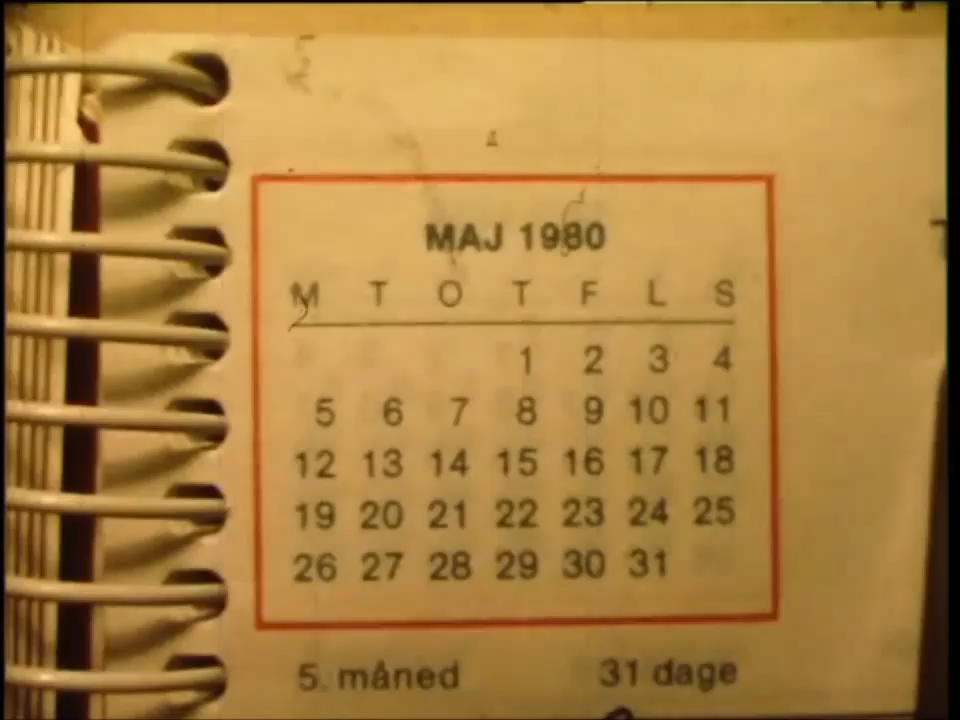 MAJ 1980
M T O T F L S
1 2 3 4
5 6 7 8 9 10 11
12 13 14 15 16 17 18
19 20 21 22 23 24 25
26 27 28 29 30 31
5. måned 31 dage